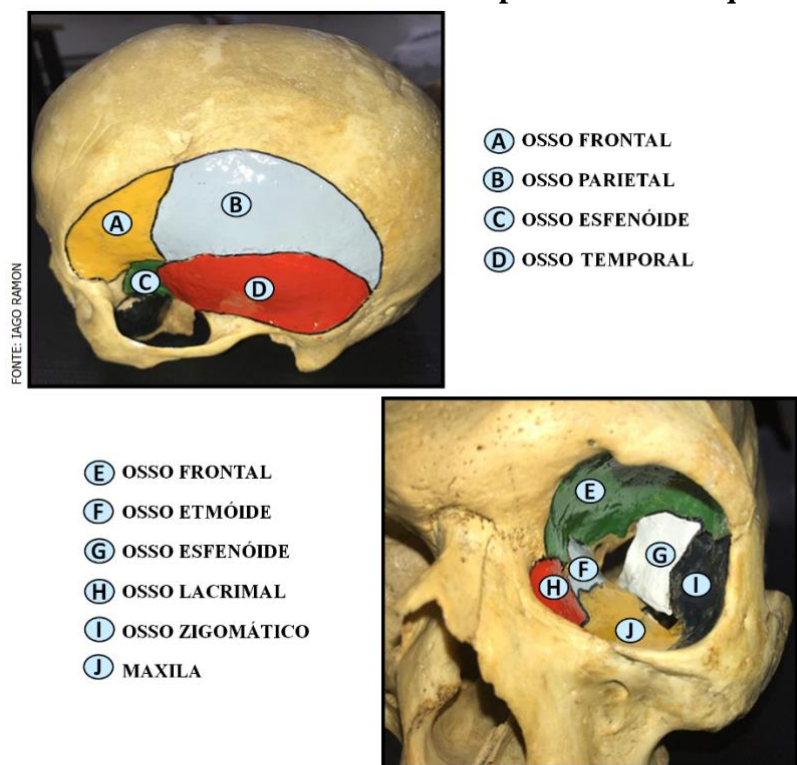 A OSSO FRONTAL
B OSSO PARIETAL
C OSSO ESFENÓIDE
D OSSO TEMPORAL
A
B
C
D
FONTE: IAGO RAMON
E OSSO FRONTAL
F OSSO ETMÓIDE
G OSSO ESFENÓIDE
H OSSO LACRIMAL
I OSSO ZIGOMÁTICO
J MAXILA
E
F
G
H
I
J